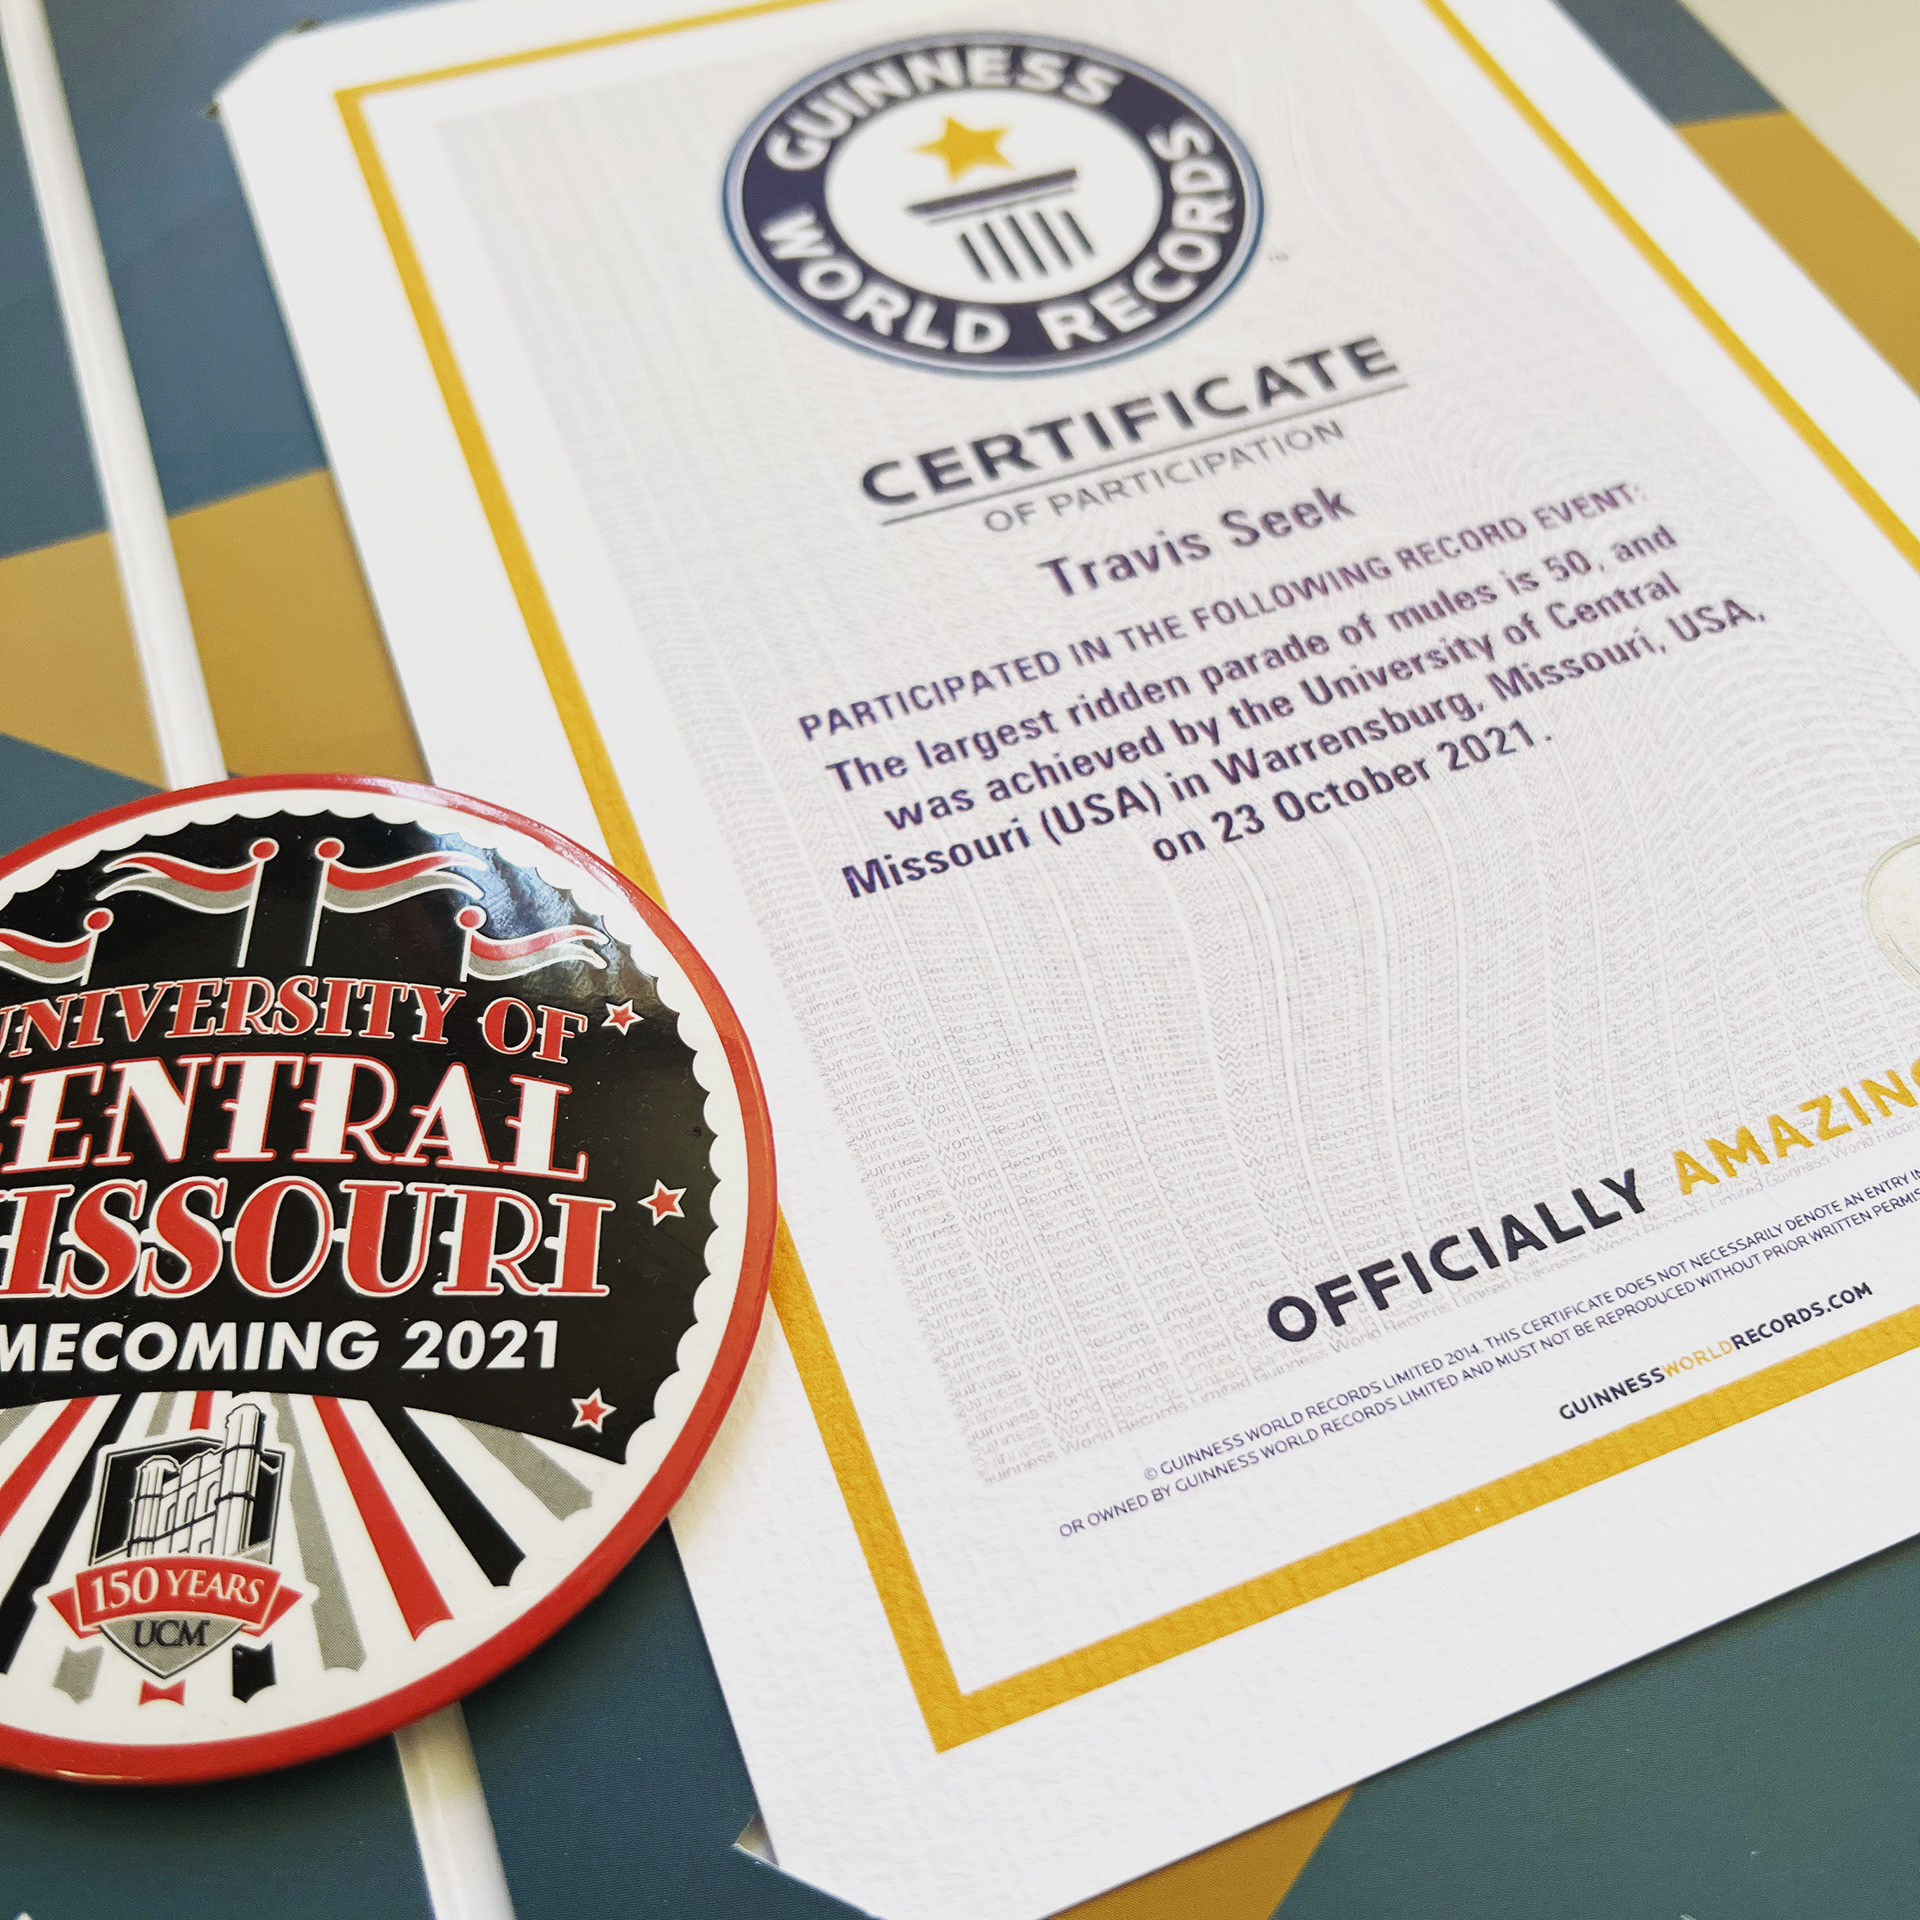 GUINNESS
WORLD RECORDS
™
CERTIFICATE
OF PARTICIPATION
Travis Seek
PARTICIPATED IN THE FOLLOWING RECORD EVENT:
The largest ridden parade of mules is 50, and
was achieved by the University of Central
Missouri (USA) in Warrensburg, Missouri, USA,
on 23 October 2021.
OFFICIALLY AMAZING
© GUINNESS WORLD RECORDS LIMITED 2014. THIS CERTIFICATE DOES NOT NECESSARILY DENOTE AN ENTRY IN
OR OWNED BY GUINNESS WORLD RECORDS LIMITED AND MUST NOT BE REPRODUCED WITHOUT PRIOR WRITTEN PERMIS
GUINNESSWORLDRECORDS.COM
UNIVERSITY OF
CENTRAL
MISSOURI
MECOMING 2021
150 YEARS
UCM